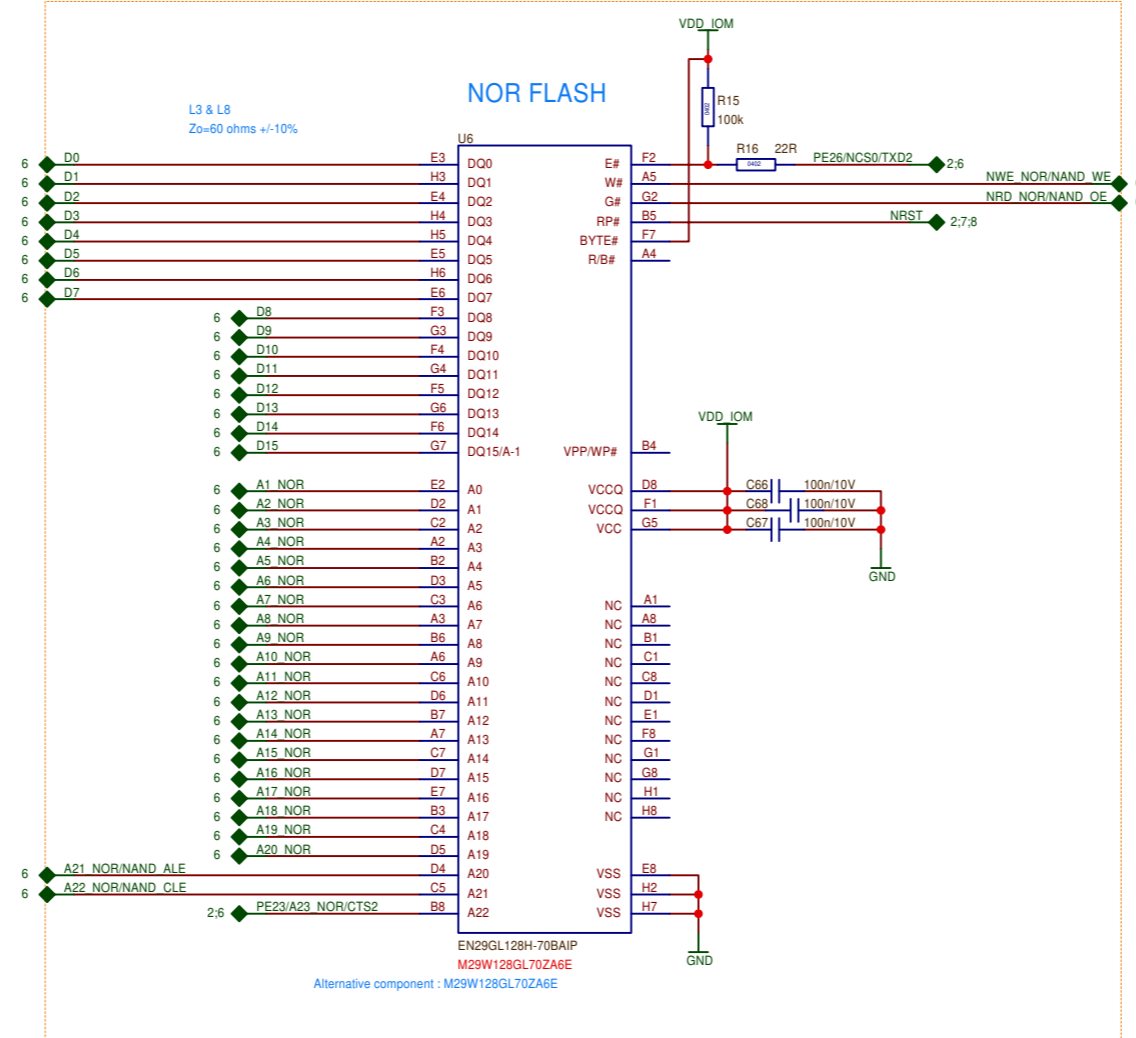 VDD_IOM
NOR FLASH
L3 & L8
Zo=60 ohms +/-10%
0402
R15
100k
U6
R16 22R
0402
6 D0 E3 DQ0 E# F2 PE26/NCS0/TXD2 2;6
6 D1 H3 DQ1 W# A5 NWE_NOR/NAND_WE
6 D2 E4 DQ2 G# G2 NRD_NOR/NAND_OE
6 D3 H4 DQ3 RP# B5 NRST 2;7;8
6 D4 H5 DQ4 BYTE# F7
6 D5 E5 DQ5 R/B# A4
6 D6 H6 DQ6
6 D7 E6 DQ7
6 D8 F3 DQ8
6 D9 G3 DQ9
6 D10 F4 DQ10
6 D11 G4 DQ11
6 D12 F5 DQ12
6 D13 G6 DQ13
VDD_IOM
6 D14 F6 DQ14
6 D15 G7 DQ15/A-1 VPP/WP# B4
6 A1_NOR E2 A0 VCCQ D8 C66 100n/10V
6 A2_NOR D2 A1 VCCQ F1 C68 100n/10V
6 A3_NOR C2 A2 VCC G5 C67 100n/10V
6 A4_NOR A2 A3
6 A5_NOR B2 A4
GND
6 A6_NOR D3 A5
6 A7_NOR C3 A6 NC A1
6 A8_NOR A3 A7 NC A8
6 A9_NOR B6 A8 NC B1
6 A10_NOR A6 A9 NC C1
6 A11_NOR C6 A10 NC C8
6 A12_NOR D6 A11 NC D1
6 A13_NOR B7 A12 NC E1
6 A14_NOR A7 A13 NC F8
6 A15_NOR C7 A14 NC G1
6 A16_NOR D7 A15 NC G8
6 A17_NOR E7 A16 NC H1
6 A18_NOR B3 A17 NC H8
6 A19_NOR C4 A18
6 A20_NOR D5 A19
6 A21_NOR/NAND_ALE D4 A20 VSS E8
6 A22_NOR/NAND_CLE C5 A21 VSS H2
2;6 PE23/A23_NOR/CTS2 B8 A22 VSS H7
EN29GL128H-70BAIP
GND
M29W128GL70ZA6E
Alternative component : M29W128GL70ZA6E